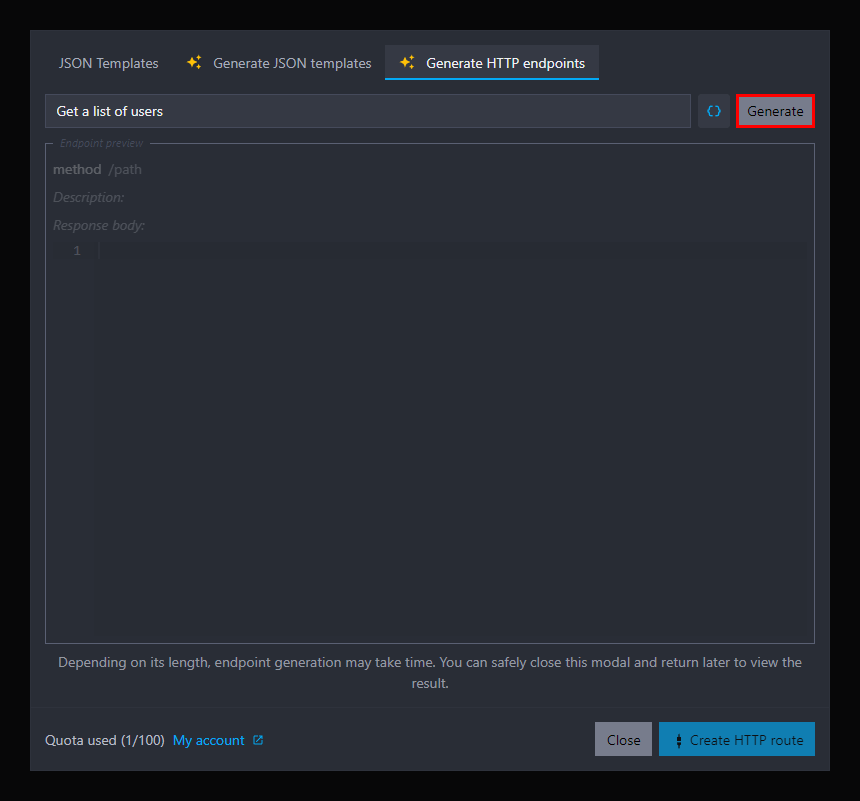 JSON Templates Generate JSON templates Generate HTTP endpoints
Get a list of users {} Generate
Endpoint preview
method /path
Description:
Response body:
1
Depending on its length, endpoint generation may take time. You can safely close this modal and return later to view the
result.
Quota used (1/100) My account Close Create HTTP route